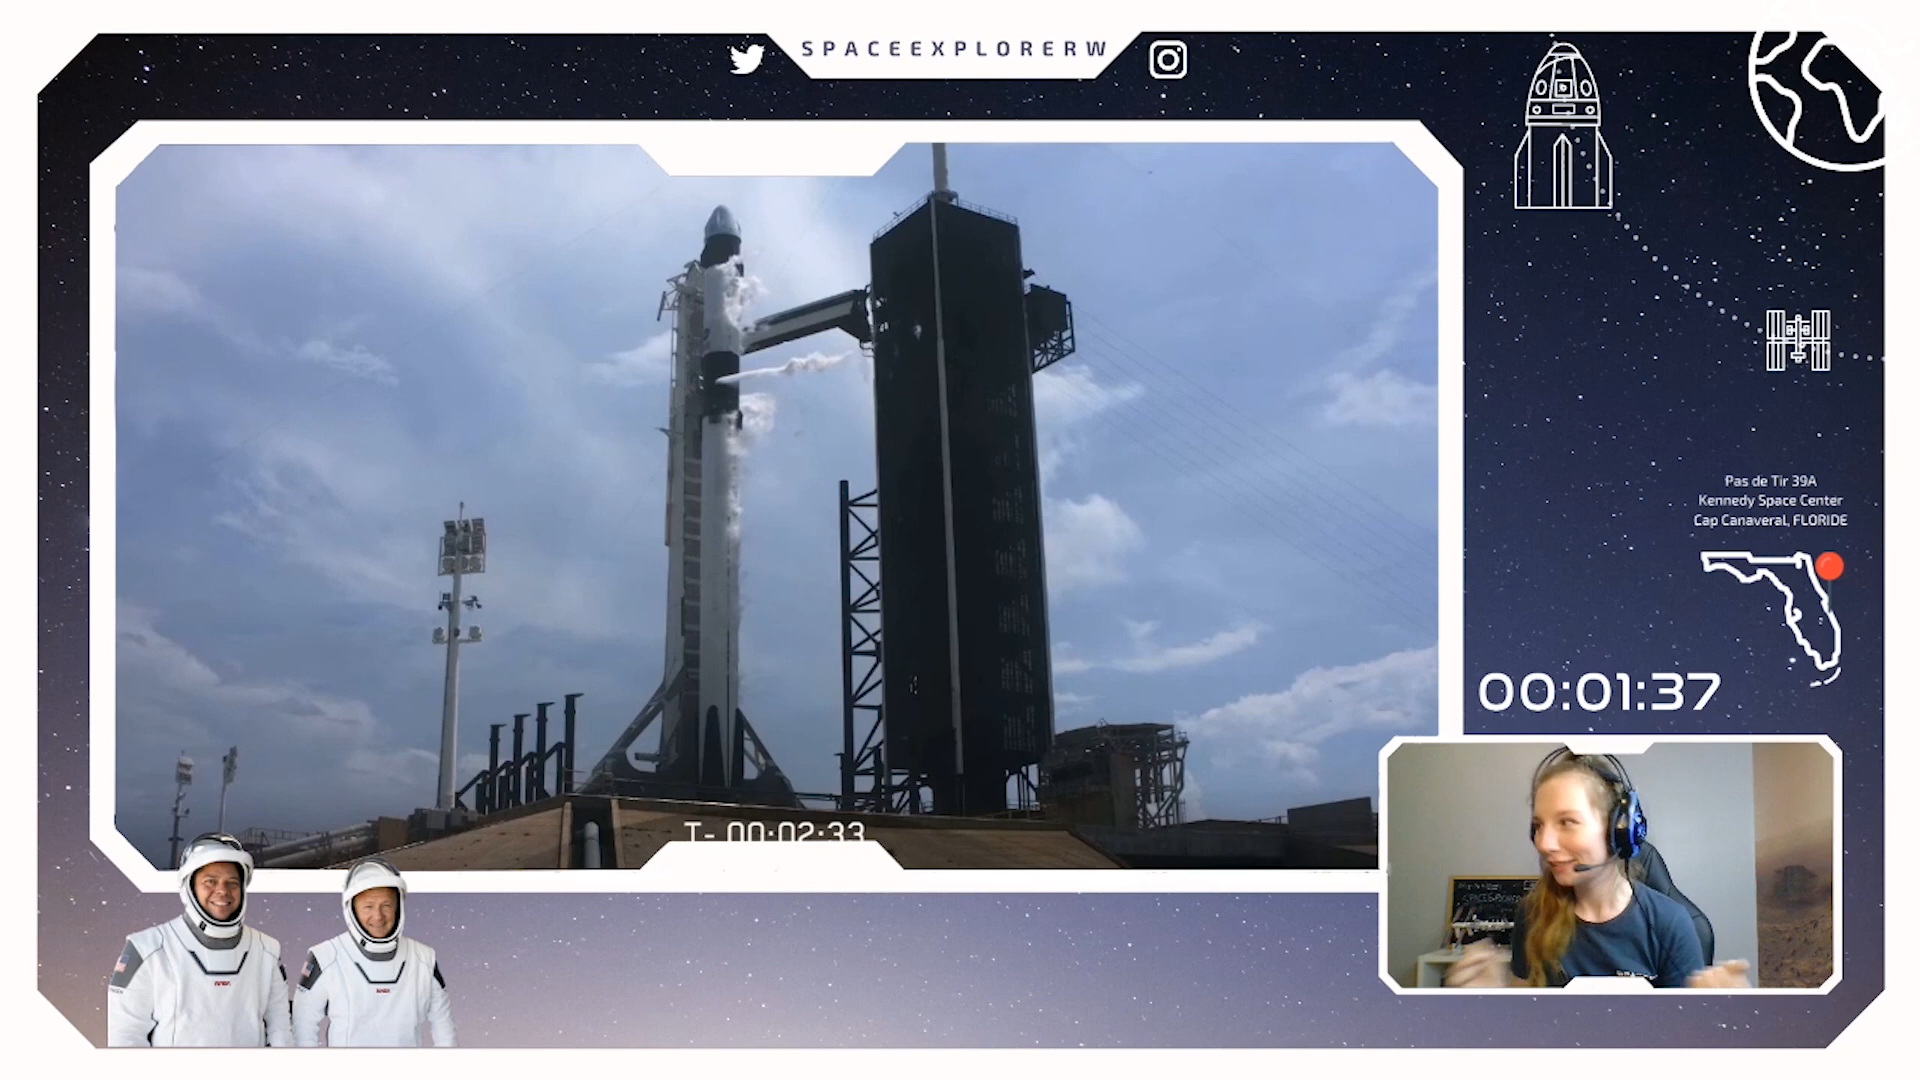 SPACEEXPLORERW
Pas de Tir 39A
Kennedy Space Center
Cap Canaveral, FLORIDE
00:01:37
T- 00:02:33